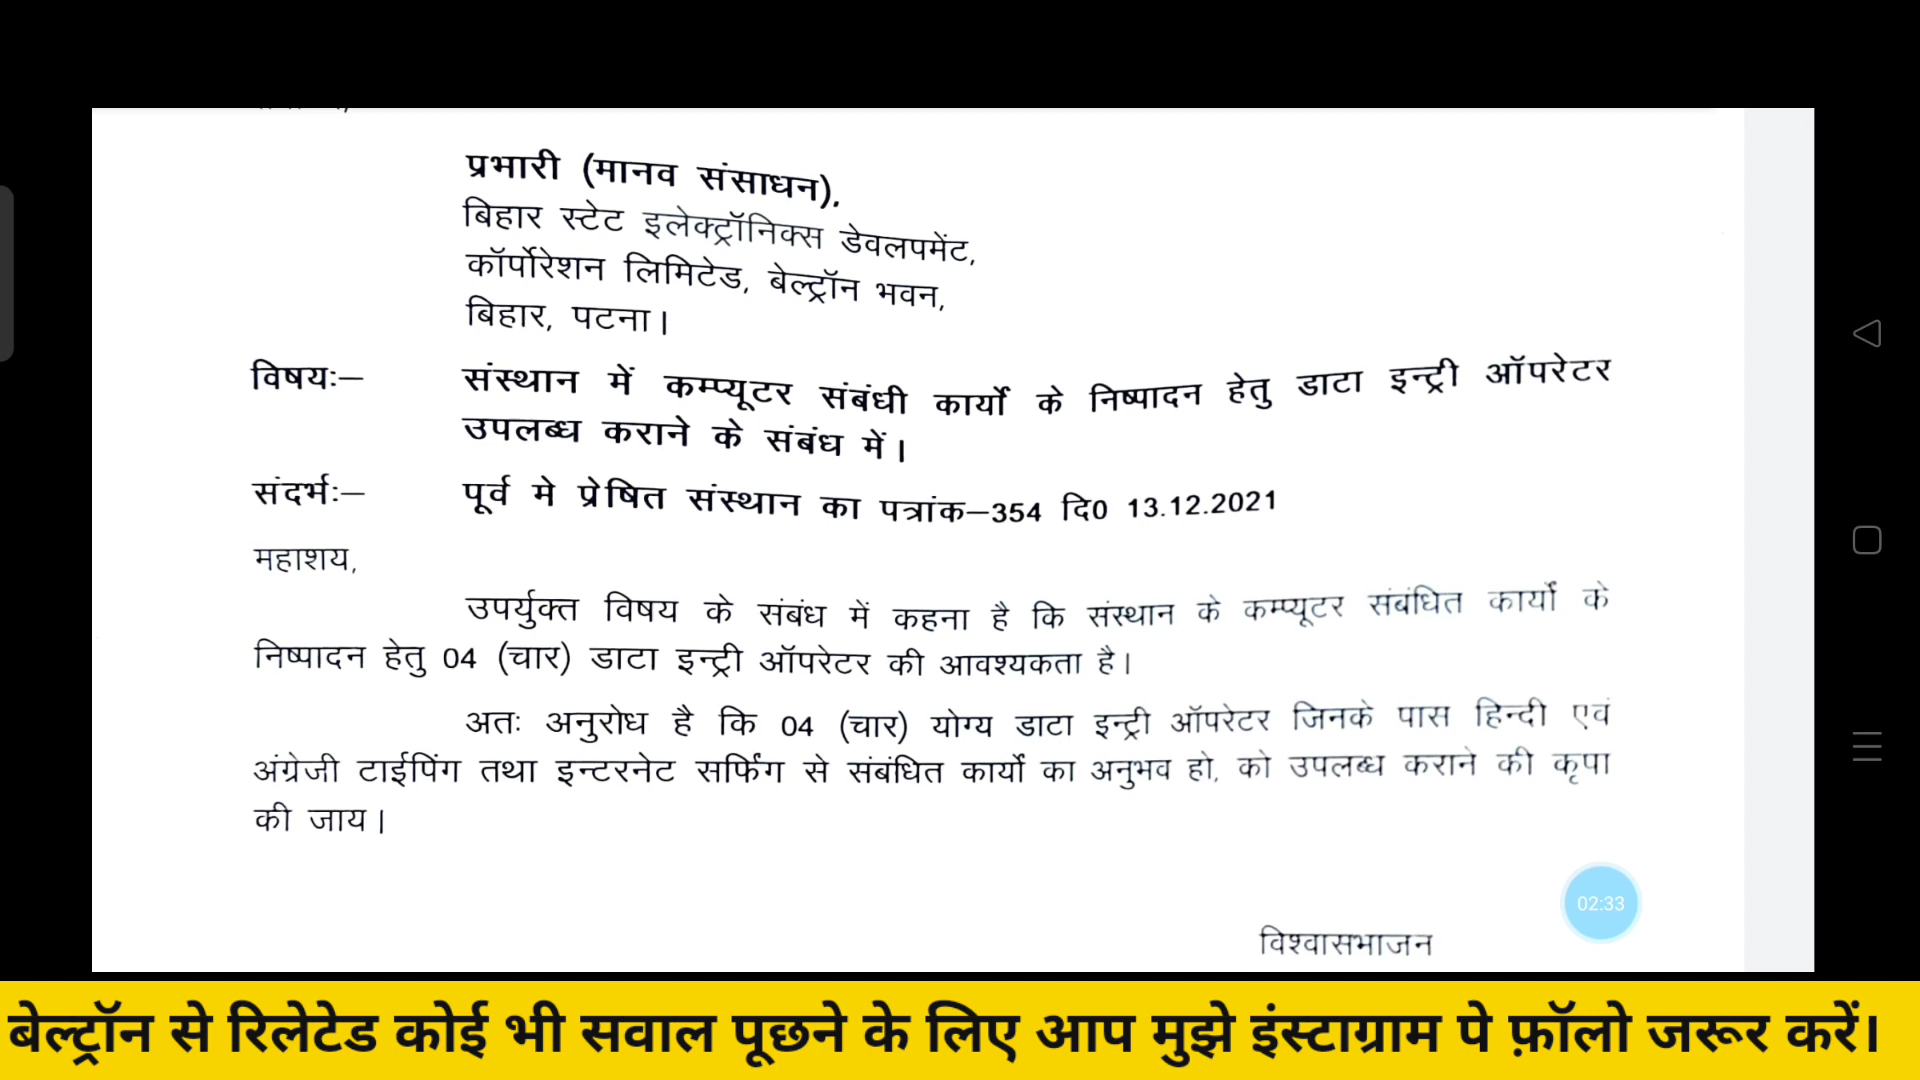 प्रभारी (मानव संसाधन),
बिहार स्टेट इलेक्ट्रॉनिक्स डेवलपमेंट,
कॉर्पोरेशन लिमिटेड, बेल्ट्रॉन भवन,
बिहार, पटना।
विषयः– संस्थान में कम्प्यूटर संबंधी कार्यो के निष्पादन हेतु डाटा इन्ट्री ऑपरेटर
उपलब्ध कराने के संबंध में।
संदर्भः– पूर्व मे प्रेषित संस्थान का पत्रांक–354 दि0 13.12.2021
महाशय,
उपर्युक्त विषय के संबंध में कहना है कि संस्थान के कम्प्यूटर संबंधित कार्यो के
निष्पादन हेतु 04 (चार) डाटा इन्ट्री ऑपरेटर की आवश्यकता है।
अतः अनुरोध है कि 04 (चार) योग्य डाटा इन्ट्री ऑपरेटर जिनके पास हिन्दी एवं
अंग्रेजी टाईपिंग तथा इन्टरनेट सर्फिंग से संबंधित कार्यो का अनुभव हो, को उपलब्ध कराने की कृपा
की जाय।
02:33
विश्वासभाजन
बेल्ट्रॉन से रिलेटेड कोई भी सवाल पूछने के लिए आप मुझे इंस्टाग्राम पे फ़ॉलो जरूर करें।